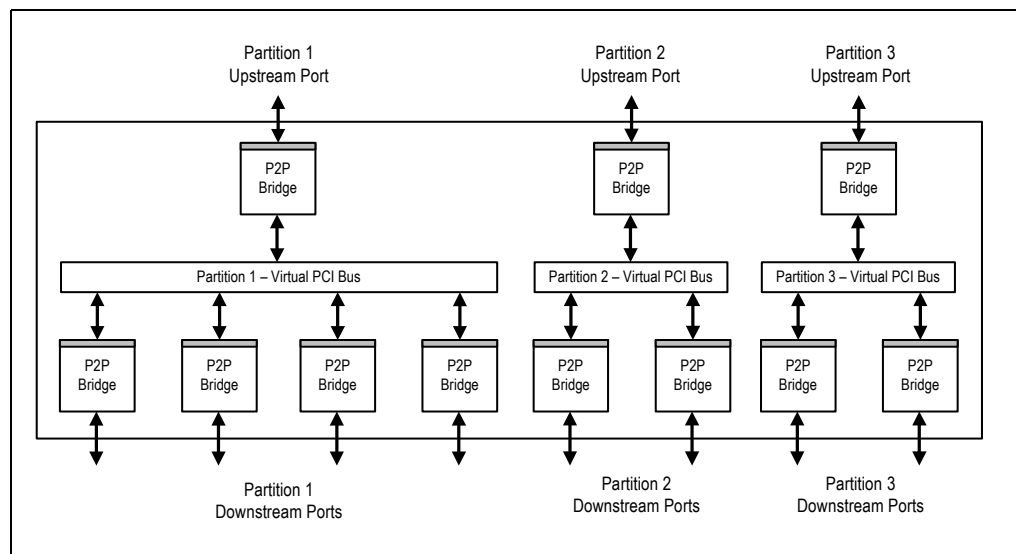 Partition 1
Upstream Port
Partition 2
Upstream Port
Partition 3
Upstream Port
P2P
Bridge
P2P
Bridge
P2P
Bridge
Partition 1 – Virtual PCI Bus
Partition 2 – Virtual PCI Bus
Partition 3 – Virtual PCI Bus
P2P
Bridge
P2P
Bridge
P2P
Bridge
P2P
Bridge
P2P
Bridge
P2P
Bridge
P2P
Bridge
P2P
Bridge
Partition 1
Downstream Ports
Partition 2
Downstream Ports
Partition 3
Downstream Ports